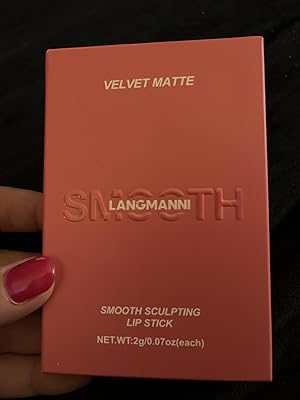 VELVET MATTE
SMOOTH
LANGMANNI
SMOOTH SCULPTING
LIP STICK
NET.WT:2g/0.07oz(each)